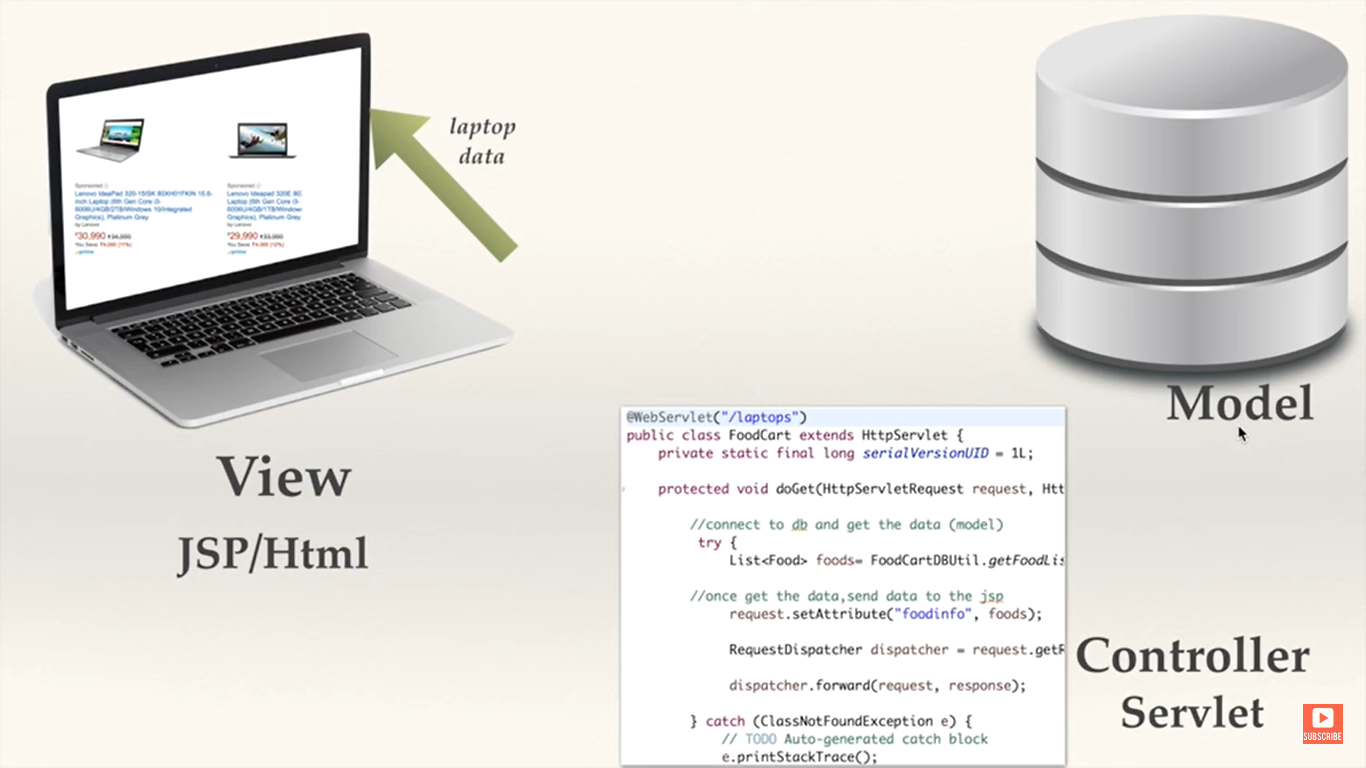 laptop
data
Sponsored
Lenovo IdeaPad 320-15ISK 80XH01FKIN 15.6-
inch Laptop (6th Gen Core i3-
6006U/4GB/2TB/Windows 10/Integrated
Graphics), Platinum Grey
by Lenovo
₹30,990 ₹34,990
You Save: ₹4,000 (11%)
prime
Sponsored
Lenovo Ideapad 320E 80
Laptop (6th Gen Core i3-
6006U/4GB/1TB/Window
Graphics), Platinum Grey
by Lenovo
₹29,990 ₹33,990
You Save: ₹4,000 (12%)
prime
View
JSP/Html
Model
@WebServlet("/laptops")
public class FoodCart extends HttpServlet {
private static final long serialVersionUID = 1L;
protected void doGet(HttpServletRequest request, Htt
//connect to db and get the data (model)
try {
List<Food> foods= FoodCartDBUtil.getFoodLis
//once get the data,send data to the jsp
request.setAttribute("foodinfo", foods);
RequestDispatcher dispatcher = request.getR
dispatcher.forward(request, response);
} catch (ClassNotFoundException e) {
// TODO Auto-generated catch block
e.printStackTrace();
Controller
Servlet
SUBSCRIBE